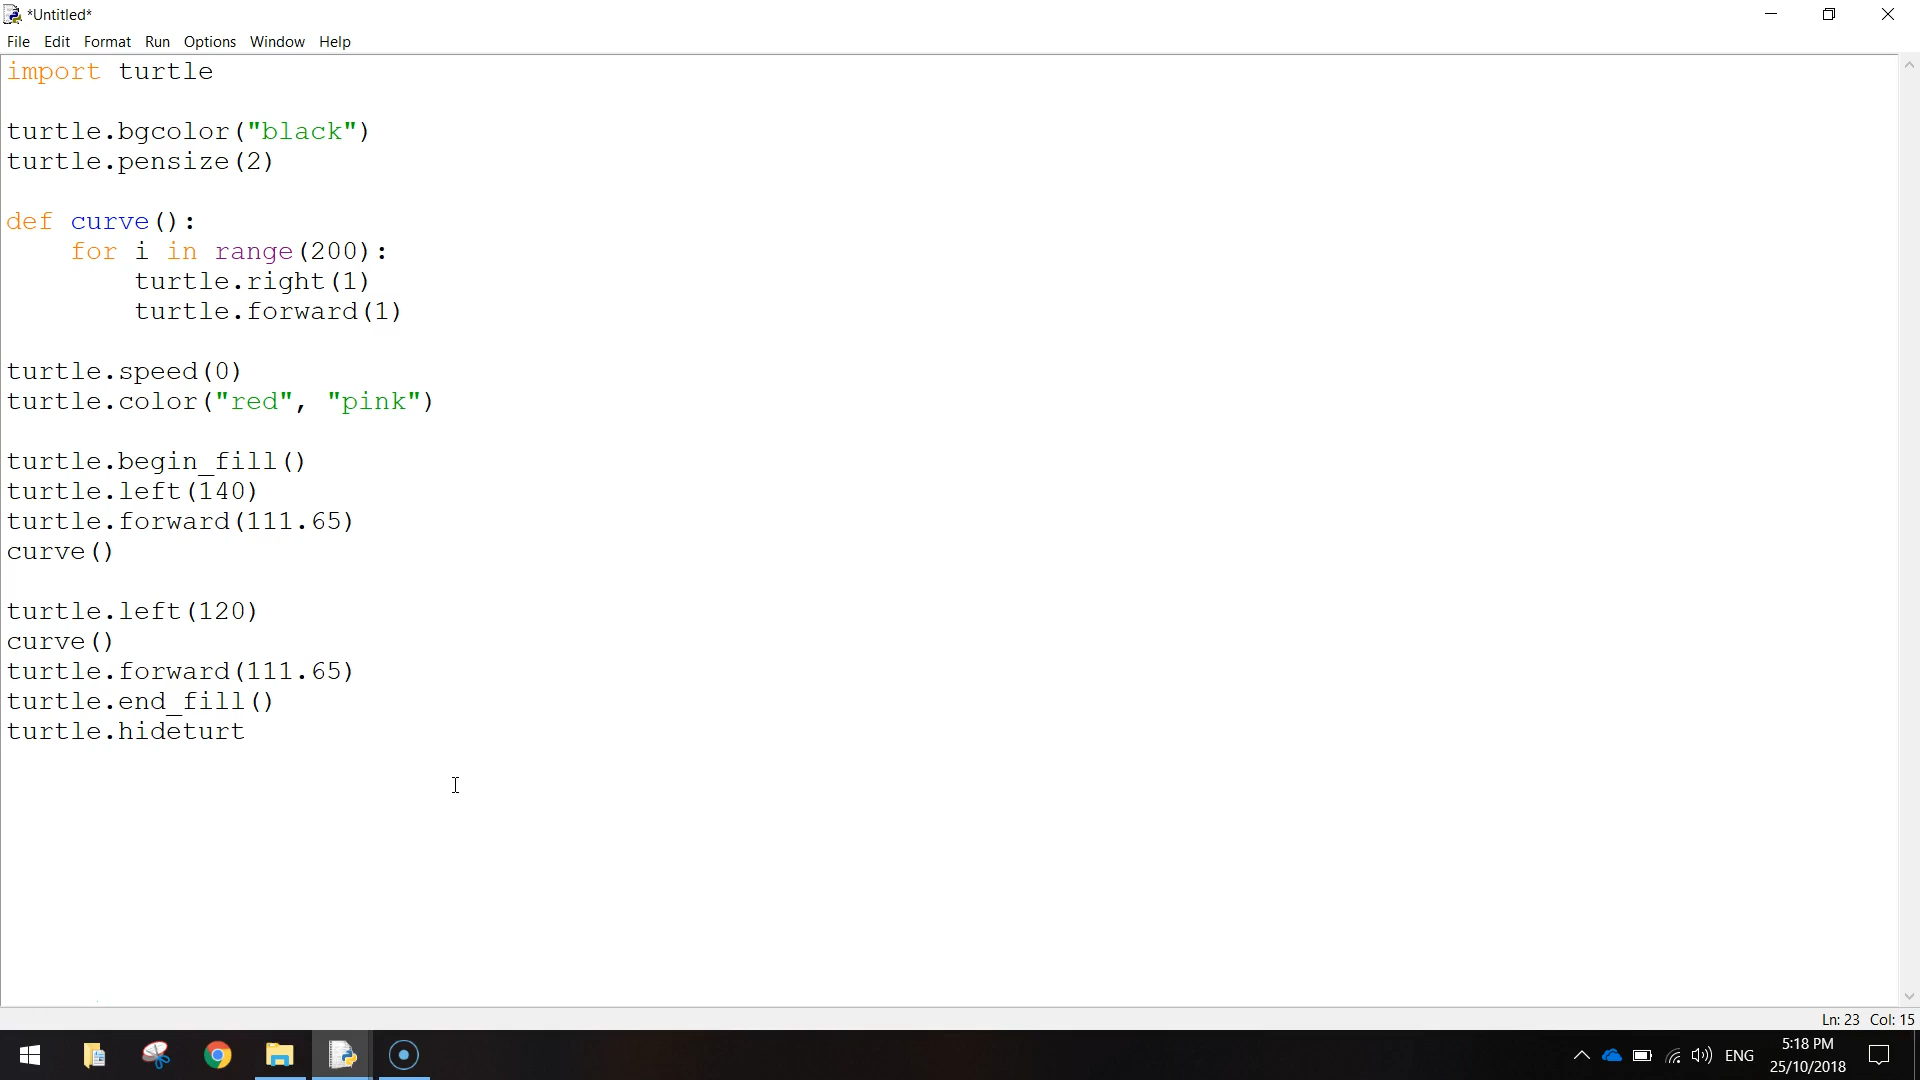 *Untitled*
File Edit Format Run Options Window Help
import turtle
turtle.bgcolor("black")
turtle.pensize(2)
def curve():
    for i in range(200):
        turtle.right(1)
        turtle.forward(1)
turtle.speed(0)
turtle.color("red", "pink")
turtle.begin_fill()
turtle.left(140)
turtle.forward(111.65)
curve()
turtle.left(120)
curve()
turtle.forward(111.65)
turtle.end_fill()
turtle.hideturt
Ln: 23 Col: 15
ENG
5:18 PM
25/10/2018